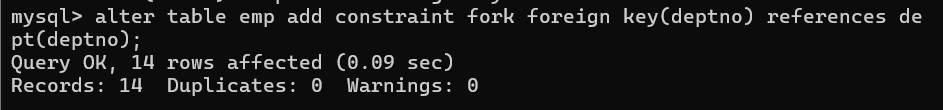 mysql> alter table emp add constraint fork foreign key(deptno) references de
pt(deptno);
Query OK, 14 rows affected (0.09 sec)
Records: 14  Duplicates: 0  Warnings: 0